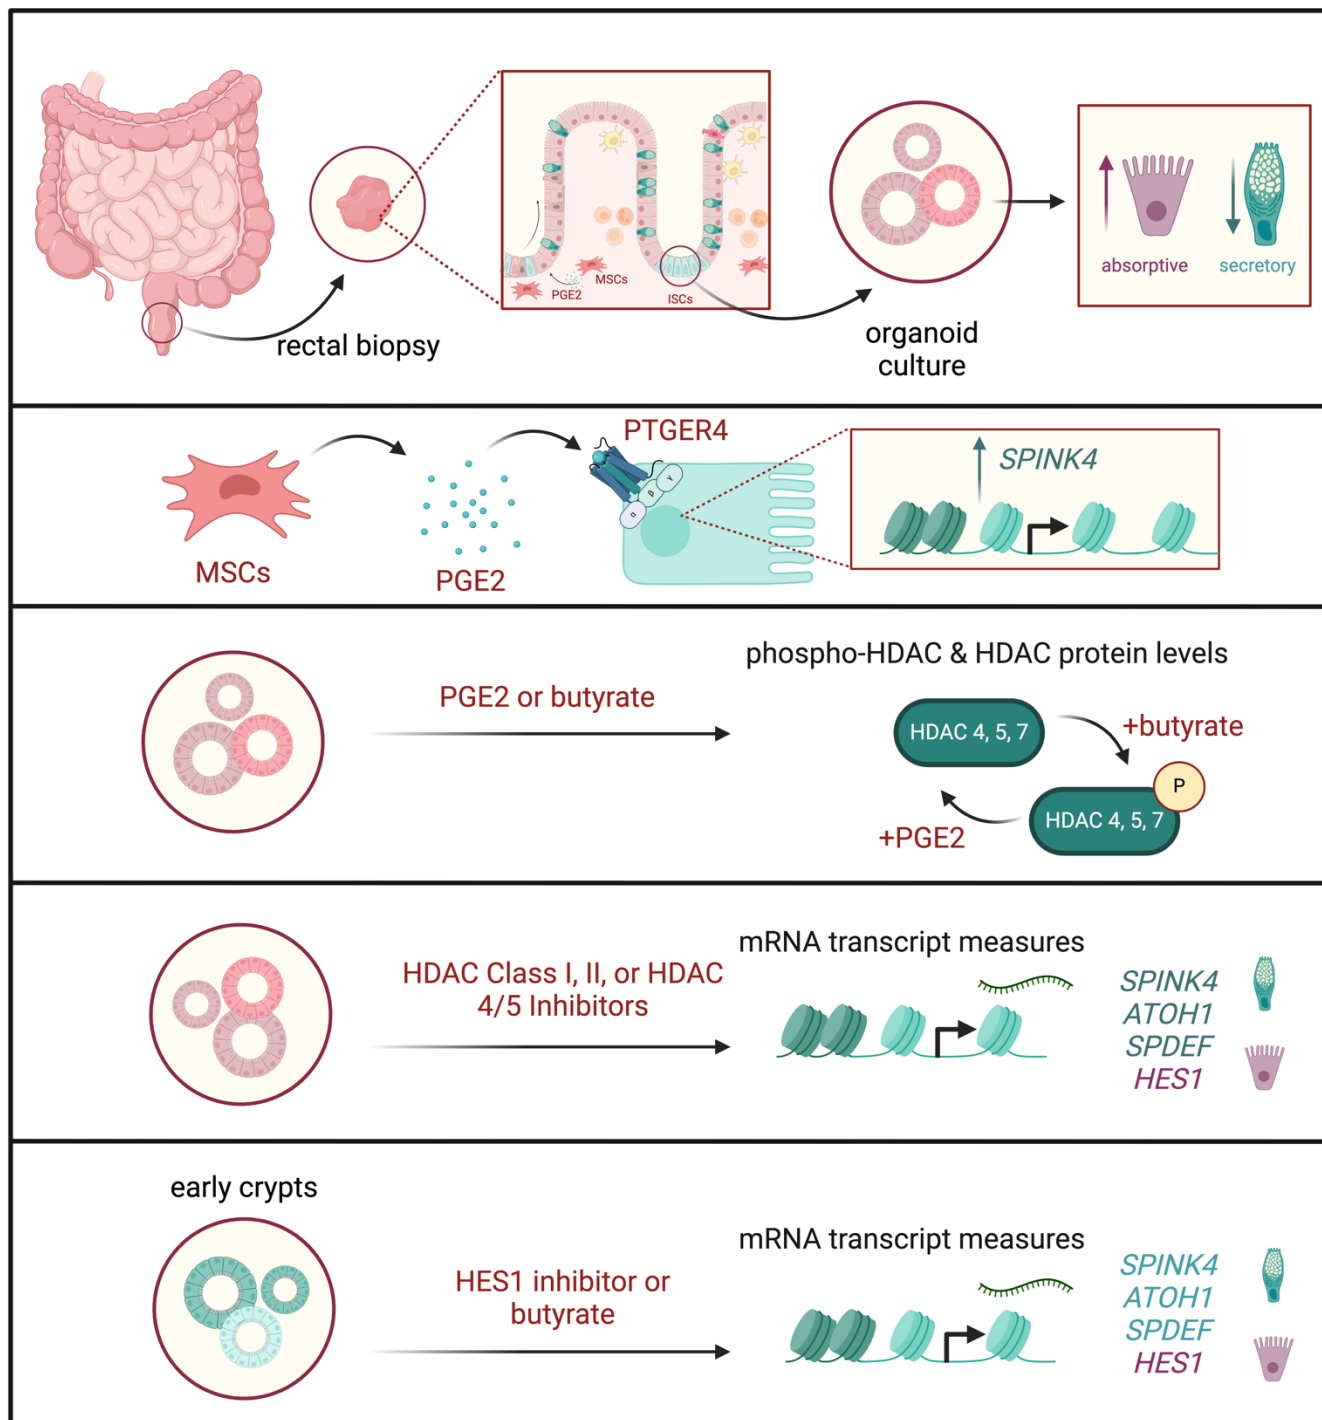 PGE2
MSCs
ISCs
absorptive
secretory
rectal biopsy
organoid
culture
MSCs
PGE2
PTGER4
α
β
γ
SPINK4
PGE2 or butyrate
phospho-HDAC & HDAC protein levels
HDAC 4, 5, 7
+butyrate
P
HDAC 4, 5, 7
+PGE2
HDAC Class I, II, or HDAC
4/5 Inhibitors
mRNA transcript measures
SPINK4
ATOH1
SPDEF
HES1
early crypts
HES1 inhibitor or
butyrate
mRNA transcript measures
SPINK4
ATOH1
SPDEF
HES1